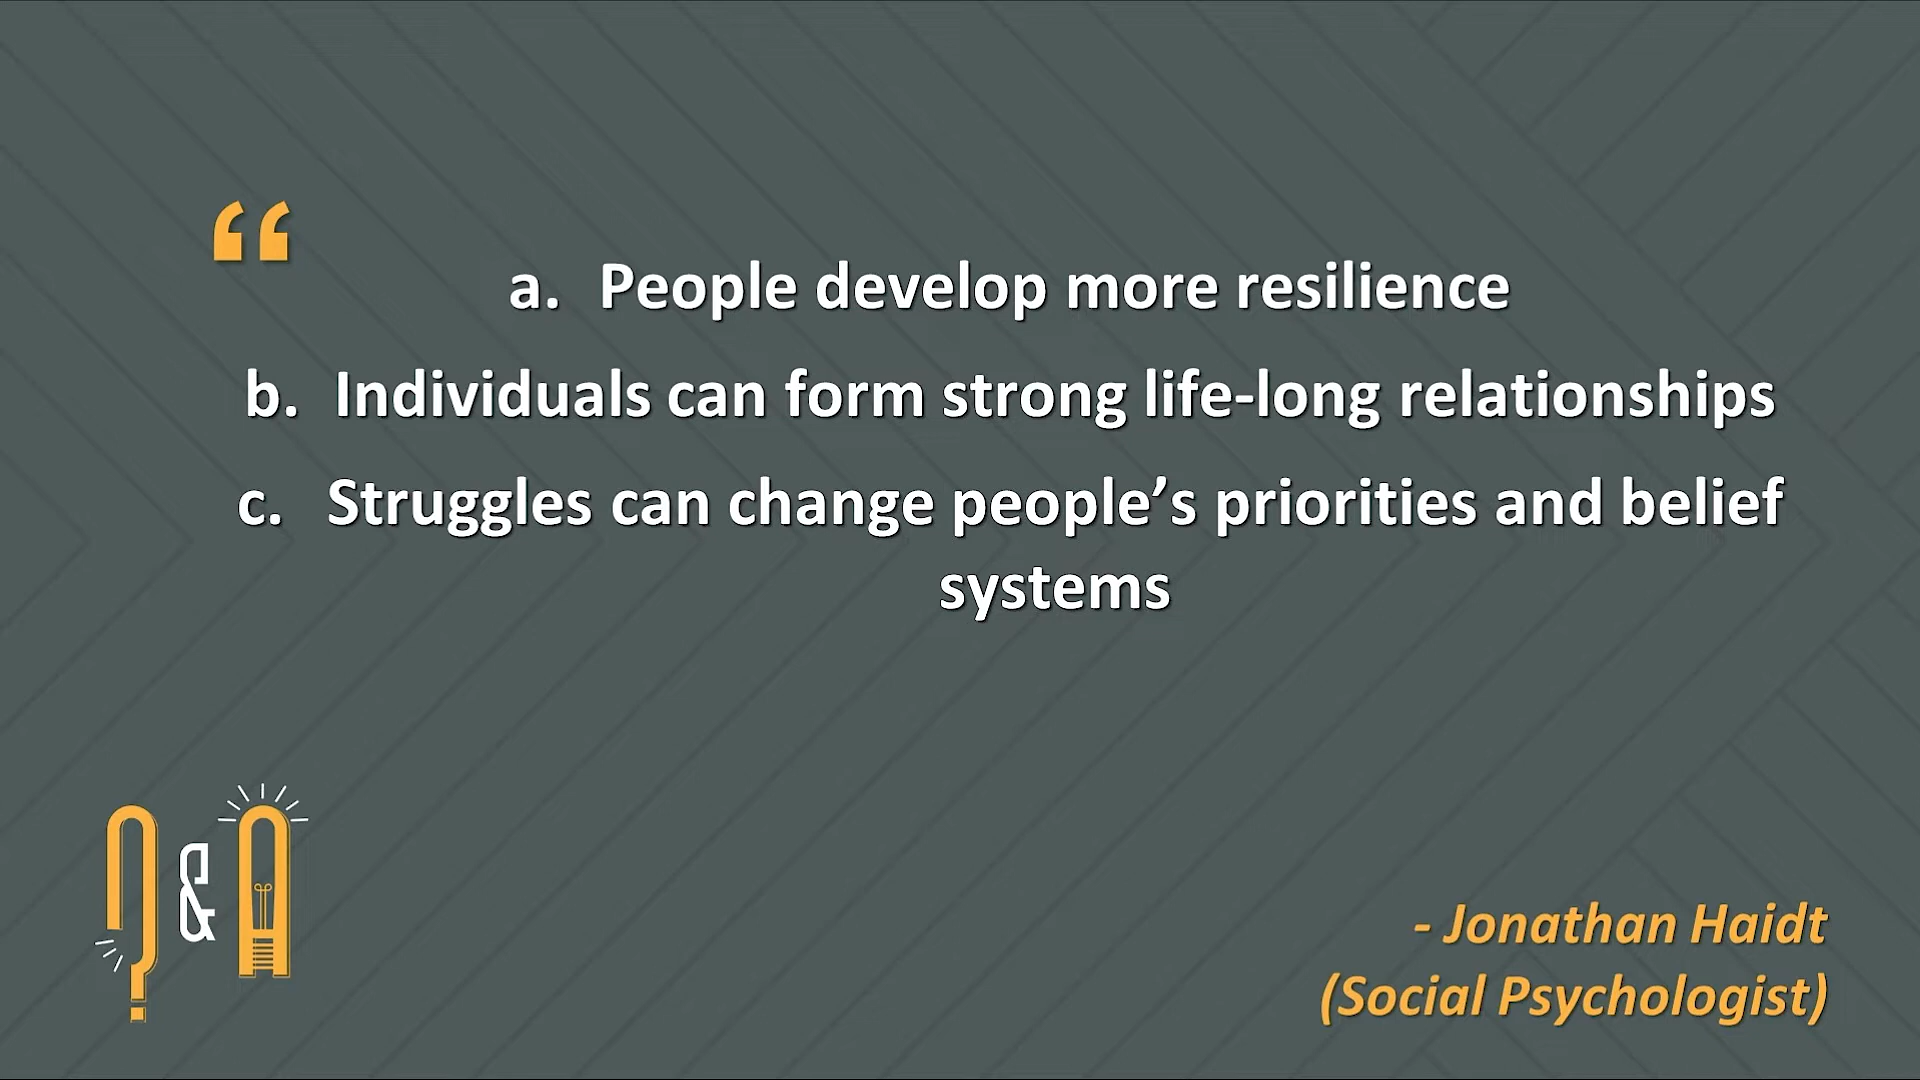 “
a. People develop more resilience
b. Individuals can form strong life-long relationships
c. Struggles can change people’s priorities and belief
systems
? & A
- Jonathan Haidt
(Social Psychologist)